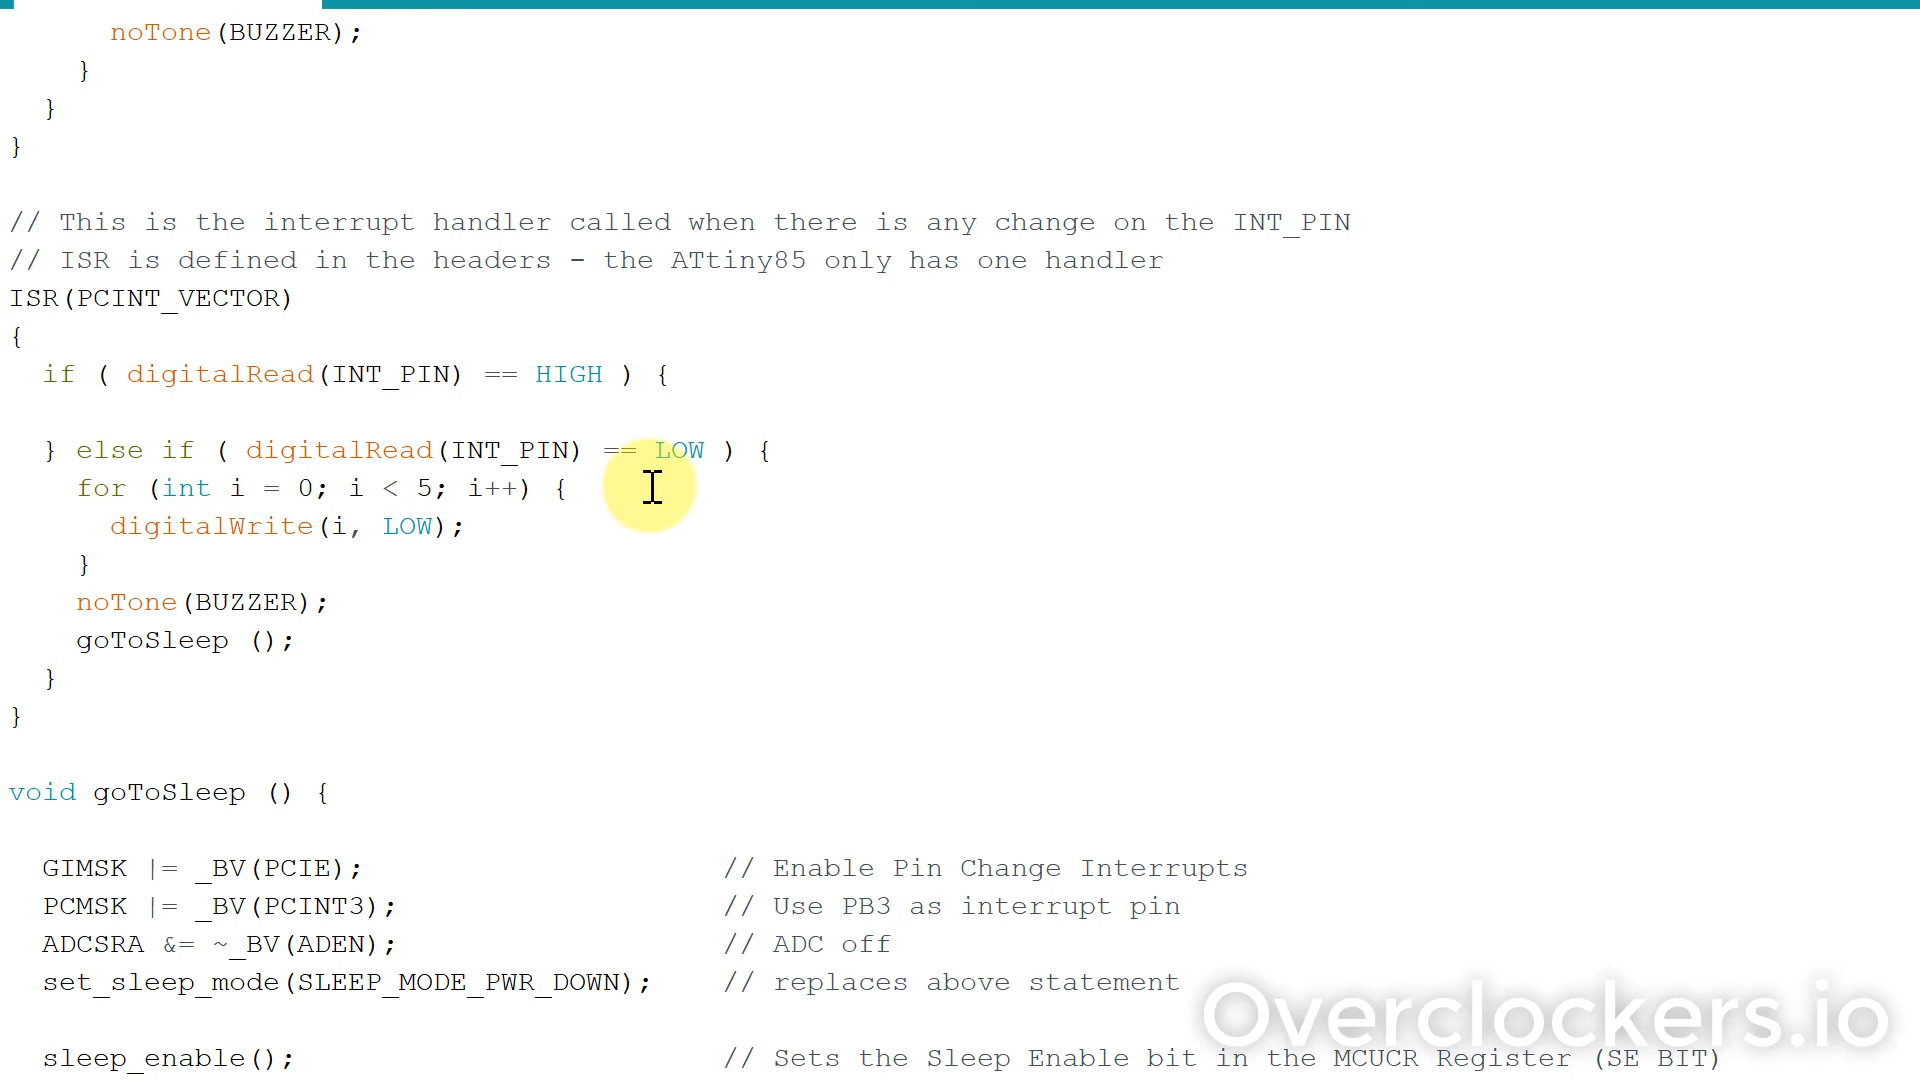 noTone(BUZZER);
}
}
}
// This is the interrupt handler called when there is any change on the INT_PIN
// ISR is defined in the headers - the ATtiny85 only has one handler
ISR(PCINT_VECTOR)
{
if ( digitalRead(INT_PIN) == HIGH ) {
} else if ( digitalRead(INT_PIN) == LOW ) {
for (int i = 0; i < 5; i++) {
digitalWrite(i, LOW);
}
noTone(BUZZER);
goToSleep ();
}
}
void goToSleep () {
GIMSK |= _BV(PCIE); // Enable Pin Change Interrupts
PCMSK |= _BV(PCINT3); // Use PB3 as interrupt pin
ADCSRA &= ~_BV(ADEN); // ADC off
set_sleep_mode(SLEEP_MODE_PWR_DOWN); // replaces above statement
Overclockers.io
sleep_enable(); // Sets the Sleep Enable bit in the MCUCR Register (SE BIT)